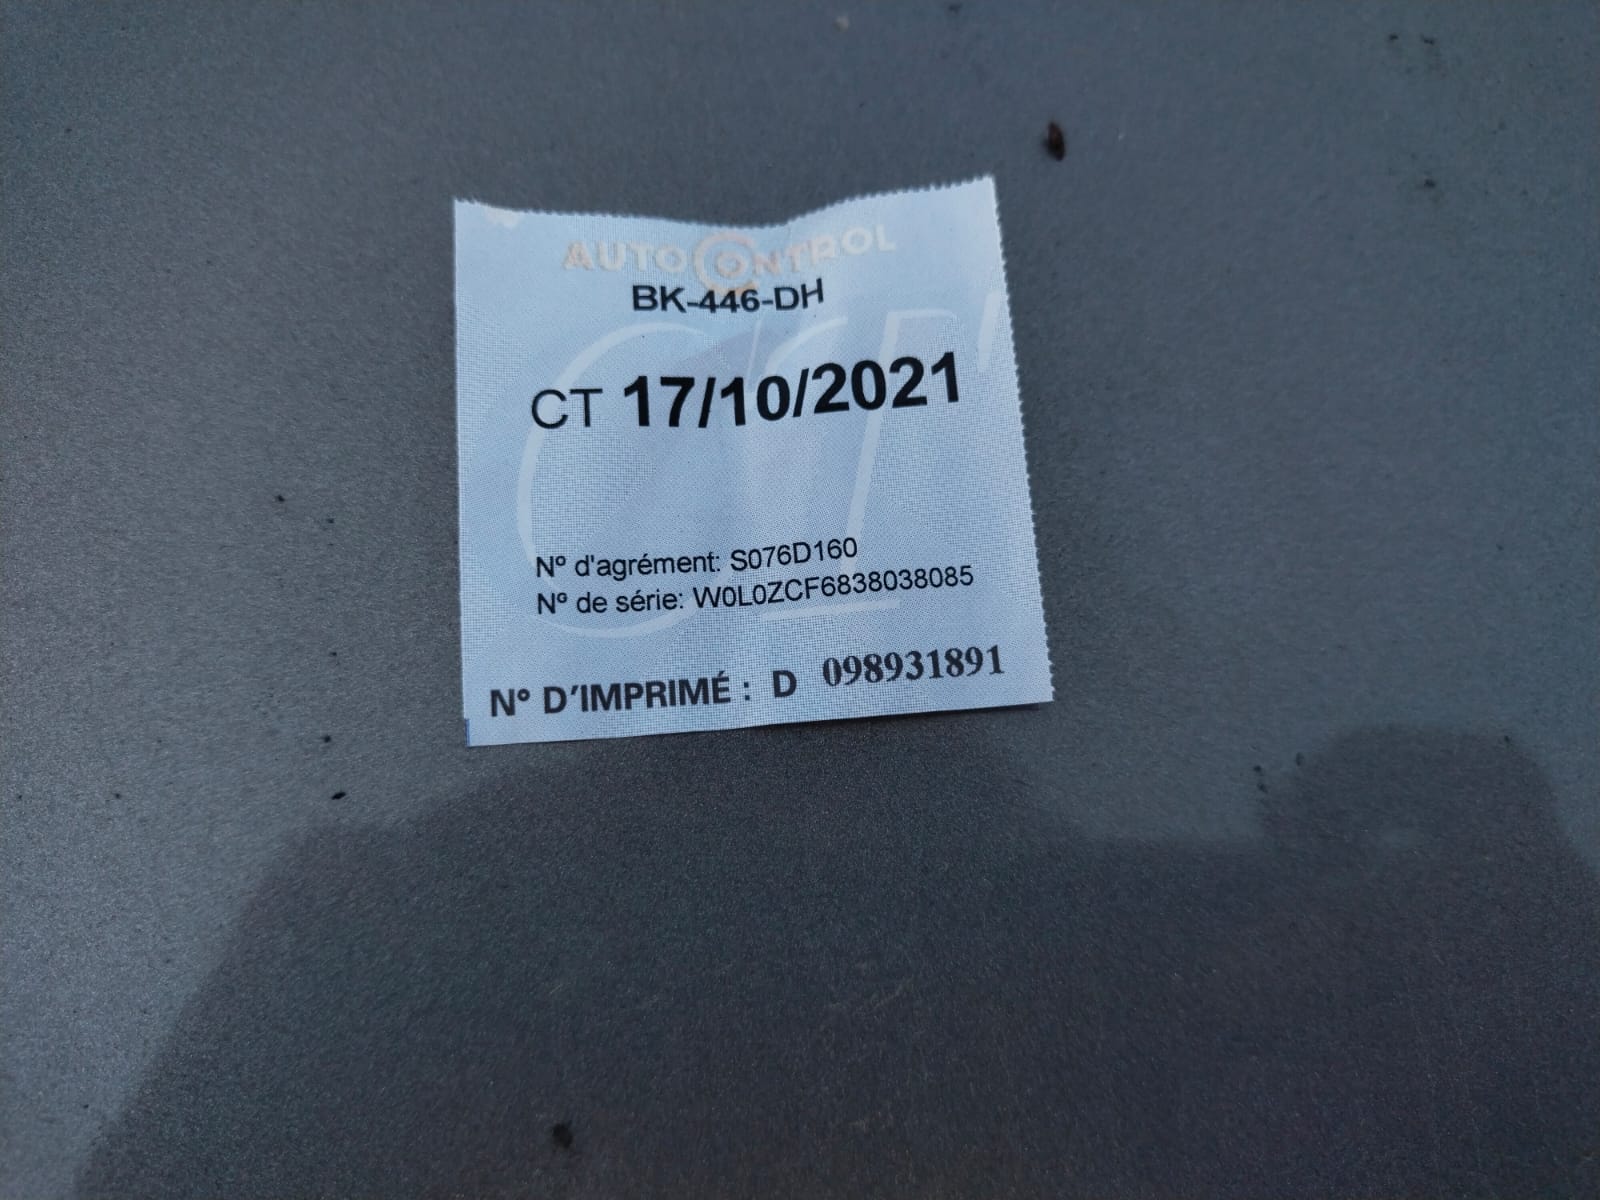 AUTOCONTROL
BK-446-DH
CT 17/10/2021
N° d'agrément: S076D160
N° de série: W0L0ZCF6838038085
N° D'IMPRIMÉ : D 098931891